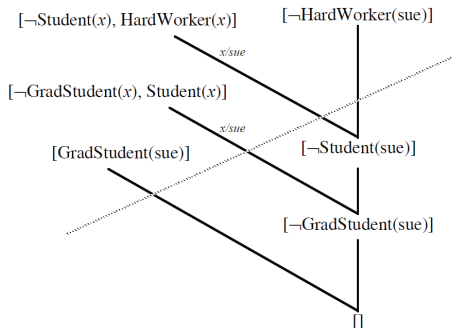 [¬Student(x), HardWorker(x)]
[¬HardWorker(sue)]
x/sue
[¬GradStudent(x), Student(x)]
x/sue
[¬Student(sue)]
[GradStudent(sue)]
[¬GradStudent(sue)]
[]